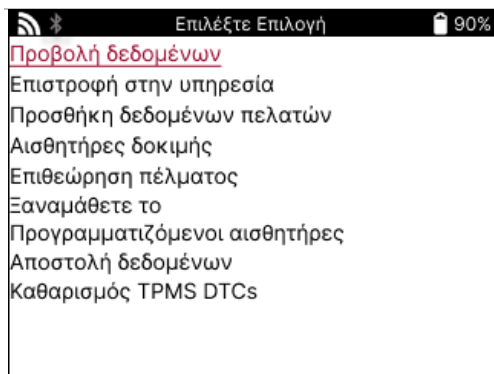 Επιλέξτε Επιλογή 90%
Προβολή δεδομένων
Επιστροφή στην υπηρεσία
Προσθήκη δεδομένων πελατών
Αισθητήρες δοκιμής
Επιθεώρηση πέλματος
Ξαναμάθετε το
Προγραμματιζόμενοι αισθητήρες
Αποστολή δεδομένων
Καθαρισμός TPMS DTCs